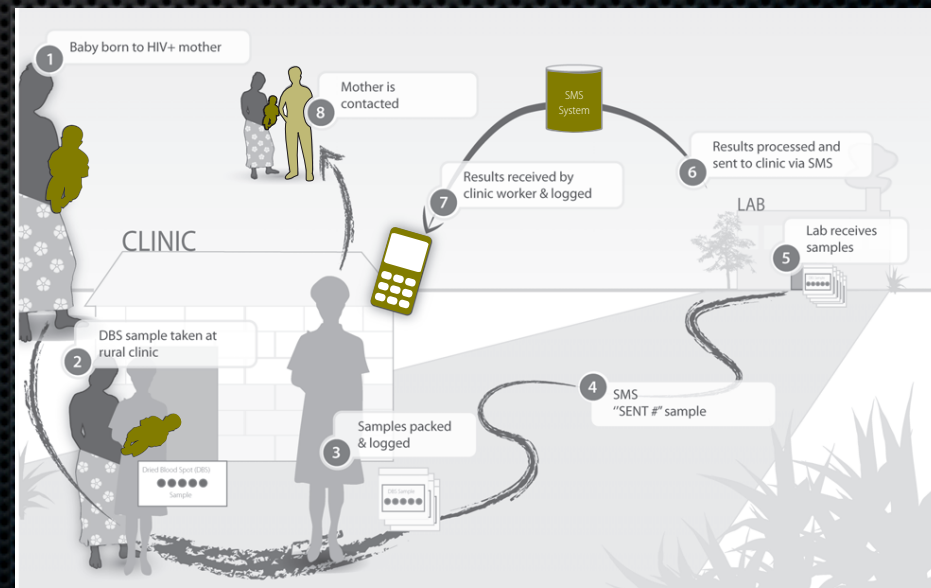 1
Baby born to HIV+ mother
CLINIC
2
DBS sample taken at
rural clinic
Dried Blood Spot (DBS)
Sample
3
Samples packed
& logged
DBS Sample
4
SMS
"SENT #" sample
LAB
5
Lab receives
samples
6
Results processed and
sent to clinic via SMS
SMS
System
7
Results received by
clinic worker & logged
8
Mother is
contacted